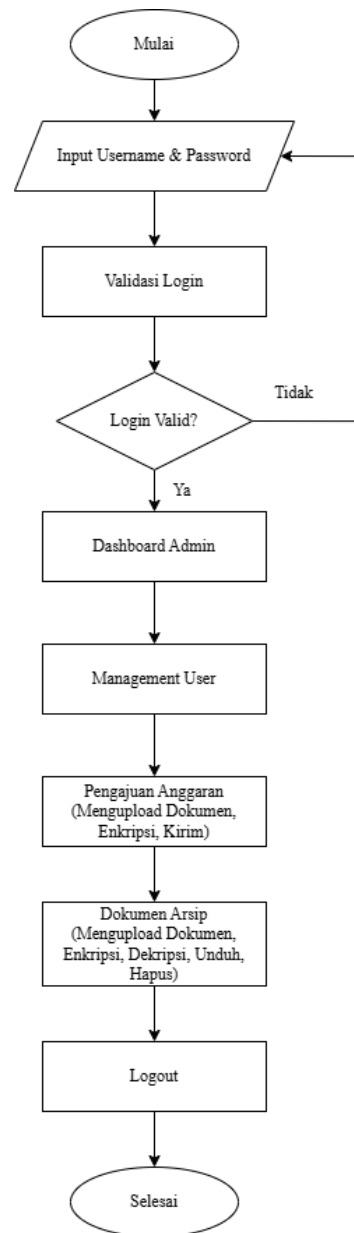 Mulai
Input Username & Password
Validasi Login
Login Valid?
Tidak
Ya
Dashboard Admin
Management User
Pengajuan Anggaran
(Mengupload Dokumen,
Enkripsi, Kirim)
Dokumen Arsip
(Mengupload Dokumen,
Enkripsi, Dekripsi, Unduh,
Hapus)
Logout
Selesai